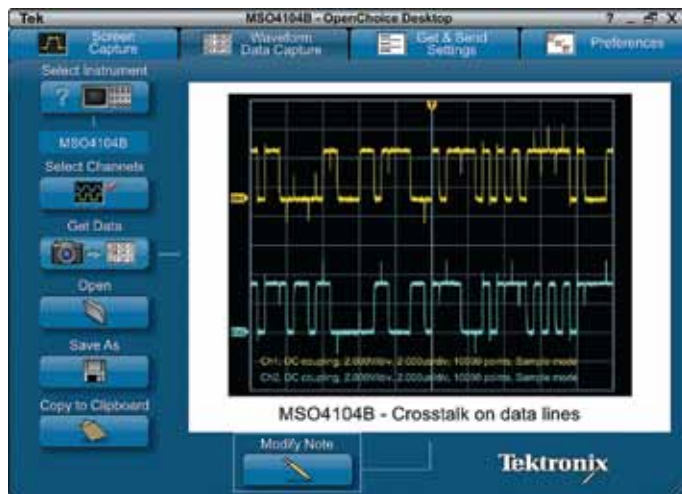 Tek
MSO4104B - OpenChoice Desktop
? _ X
Screen Capture
Waveform Data Capture
Get & Send Settings
Preferences
Select Instrument
?
MSO4104B
Select Channels
Get Data
Open
Save As
Copy to Clipboard
T
Ch1, DC coupling, 2.000V/div, 2.000us/div, 10000 points, Sample mode
Ch2, DC coupling, 2.000V/div, 2.000us/div, 10000 points, Sample mode
MSO4104B - Crosstalk on data lines
Modify Note
Tektronix